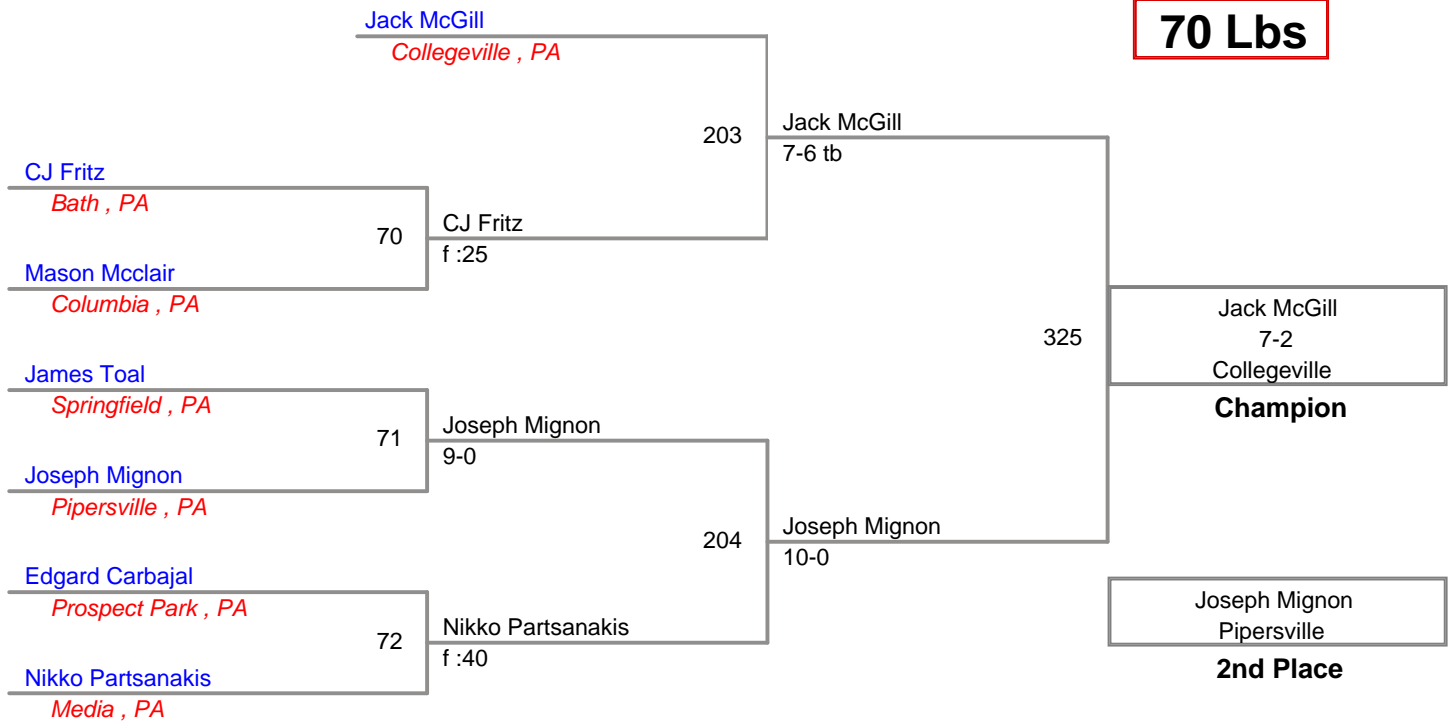 Jack McGill
Collegeville , PA
70 Lbs
203
Jack McGill
7-6 tb
CJ Fritz
Bath , PA
70
CJ Fritz
f :25
Mason Mcclair
Columbia , PA
325
Jack McGill
7-2
Collegeville
Champion
James Toal
Springfield , PA
71
Joseph Mignon
9-0
Joseph Mignon
Pipersville , PA
204
Joseph Mignon
10-0
Edgard Carbajal
Prospect Park , PA
72
Nikko Partsanakis
f :40
Nikko Partsanakis
Media , PA
Joseph Mignon
Pipersville
2nd Place